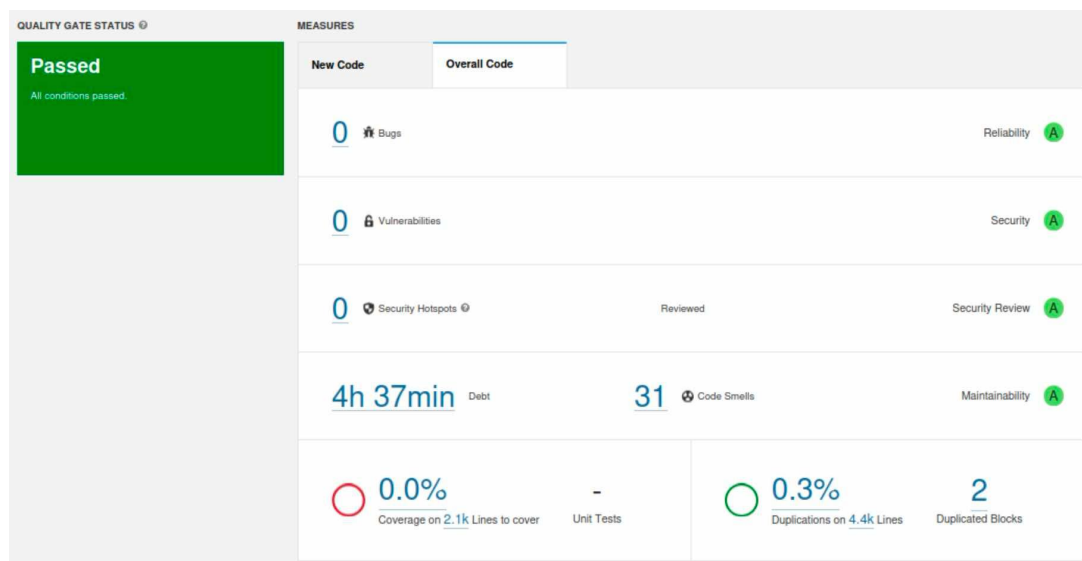 QUALITY GATE STATUS
MEASURES
Passed
All conditions passed.
New Code
Overall Code
0 Bugs
Reliability A
0 Vulnerabilities
Security A
0 Security Hotspots
Reviewed
Security Review A
4h 37min Debt
31 Code Smells
Maintainability A
0.0%
Coverage on 2.1k Lines to cover
-
Unit Tests
0.3%
Duplications on 4.4k Lines
2
Duplicated Blocks